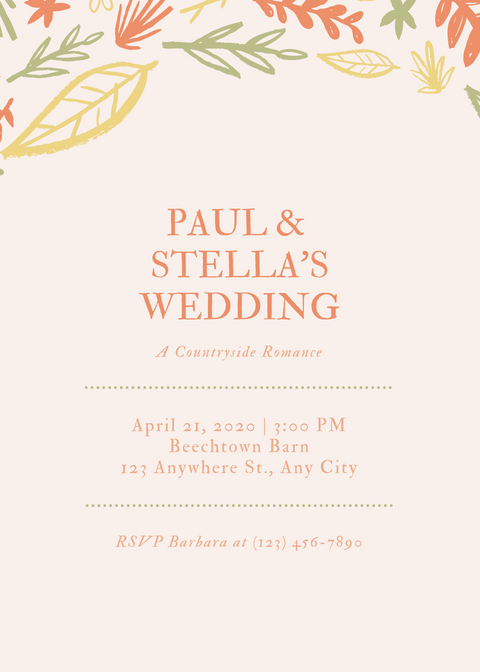 PAUL &
STELLA'S
WEDDING
A Countryside Romance
April 21, 2020 | 3:00 PM
Beechtown Barn
123 Anywhere St., Any City
RSVP Barbara at (123) 456-7890